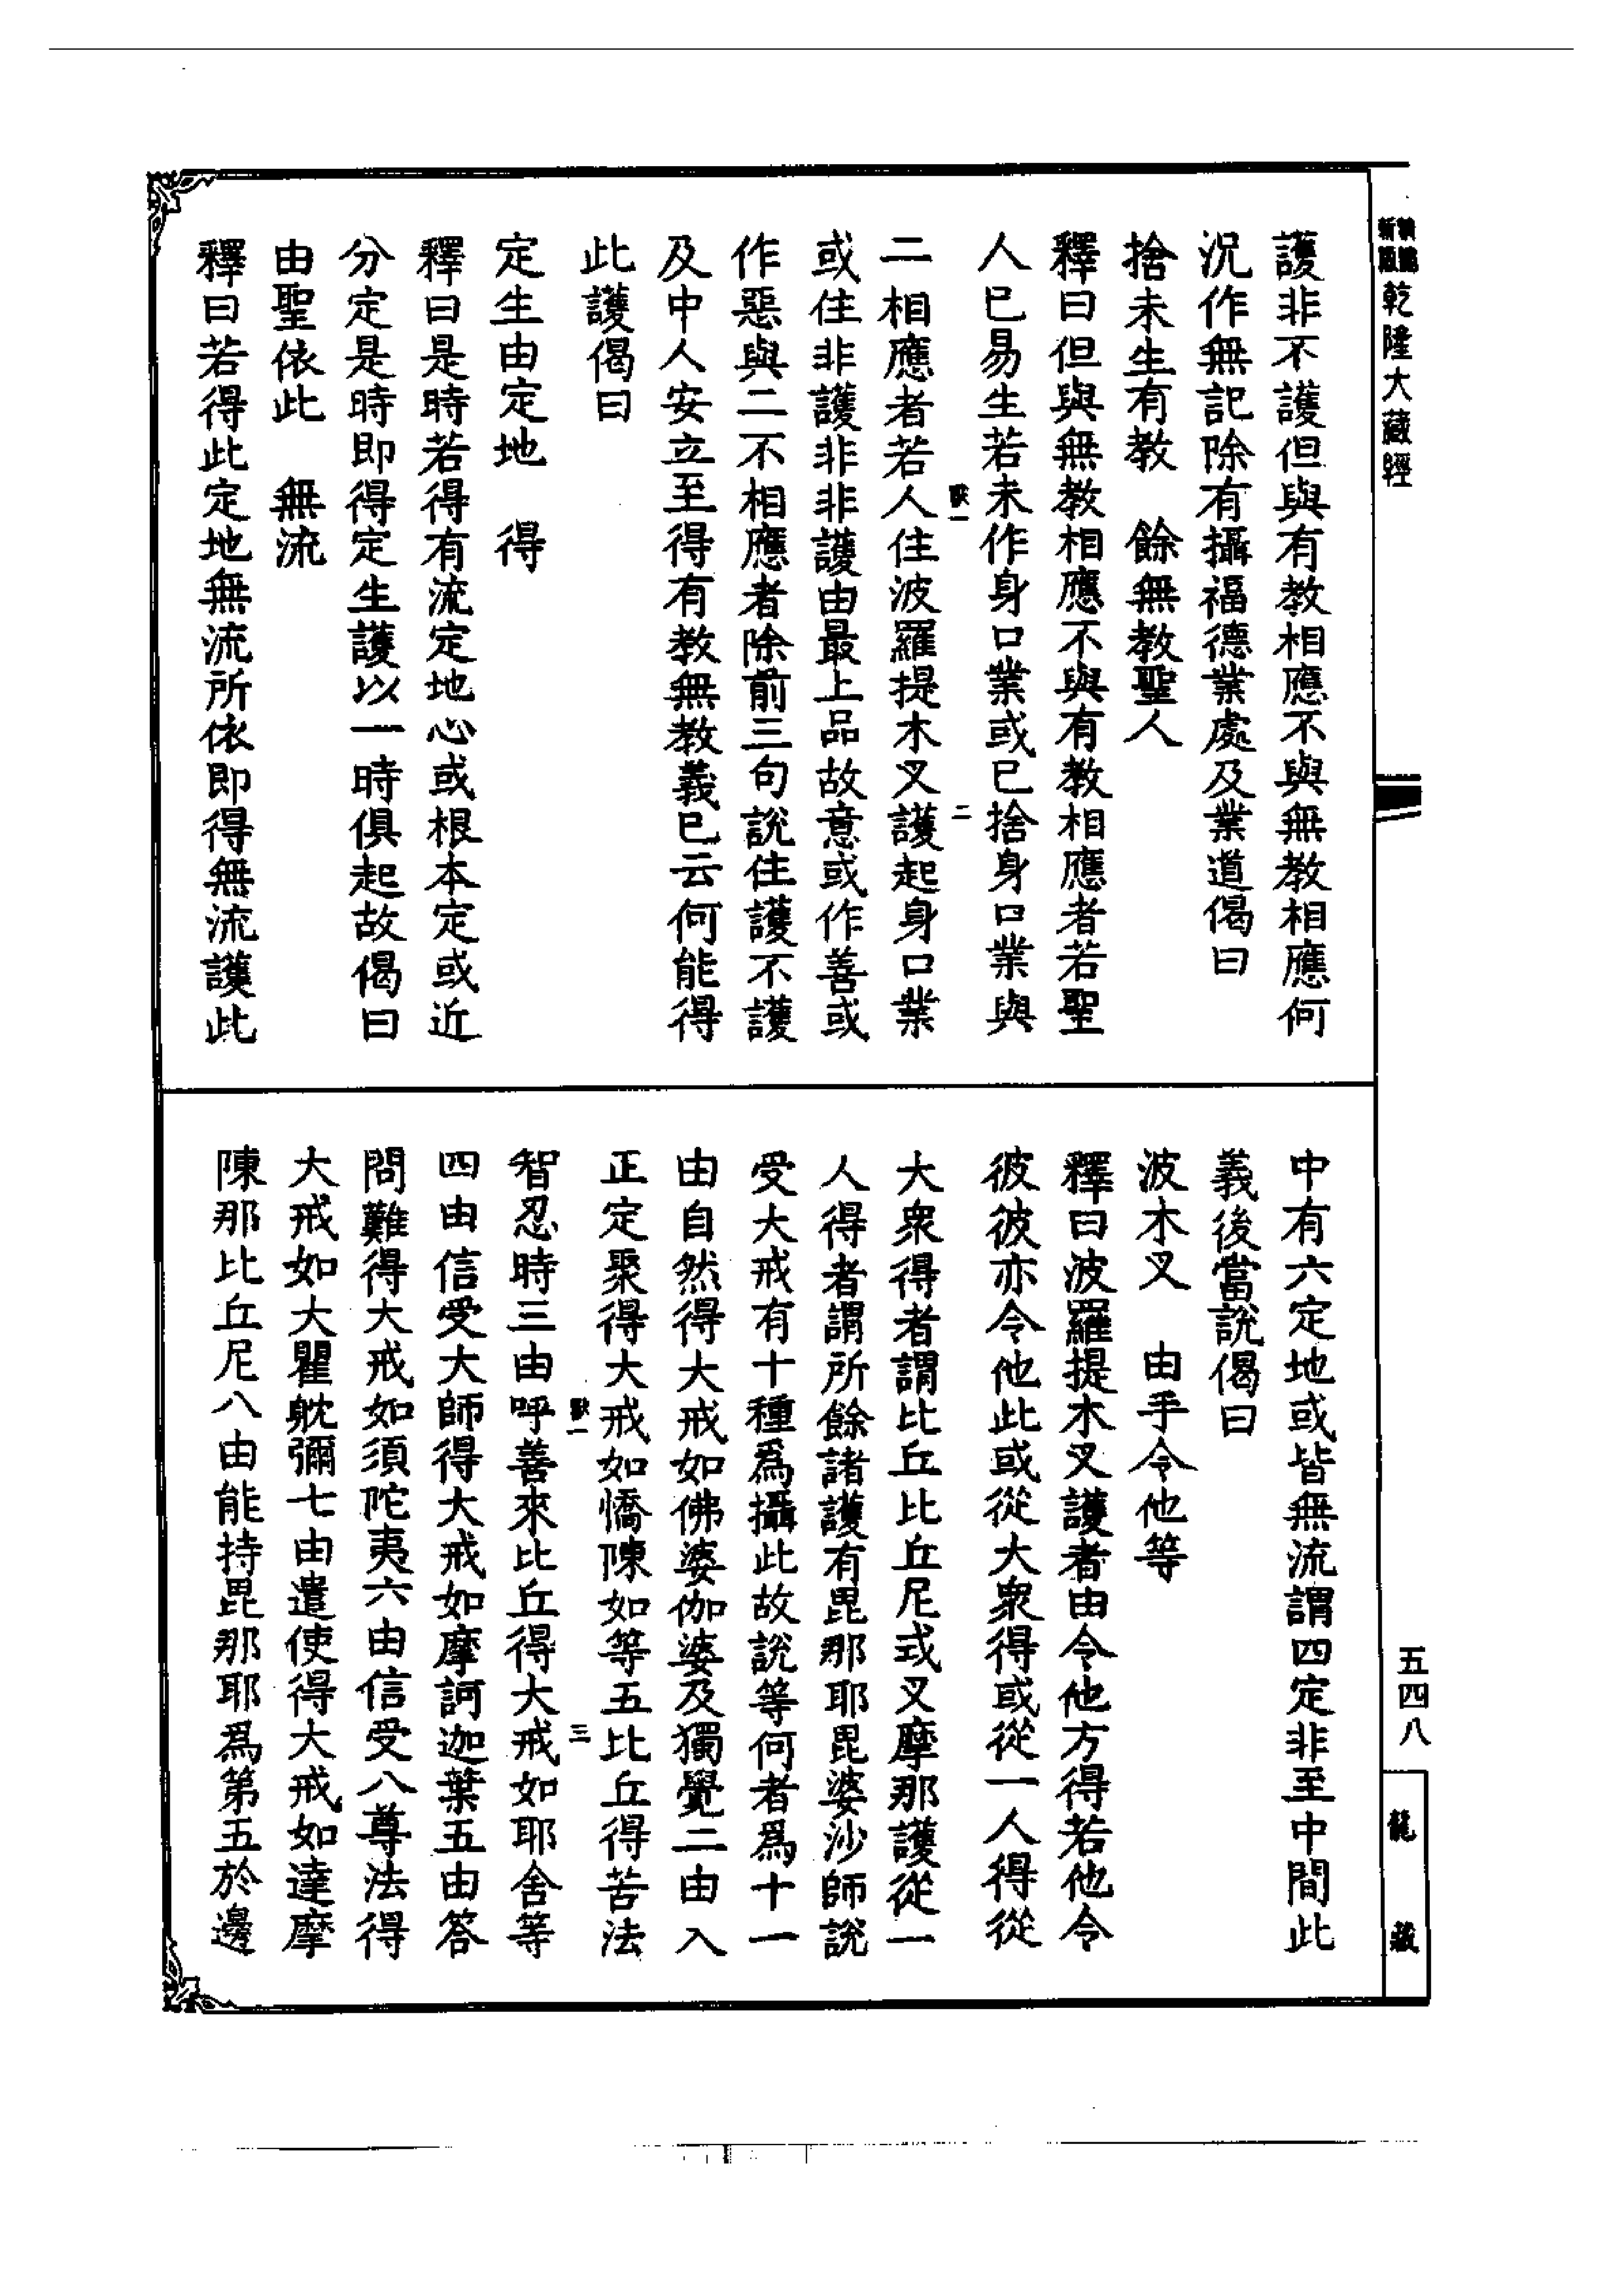 乾隆大藏經
護非不護但與有教相應不與無教相應何
況作無記除有攝福德業處及業道偈曰
捨未生有教　餘無教聖人
釋曰但與無教相應不與有教相應者若聖
人已易生若未作身口業或已捨身口業與
二相應者若人住波羅提木叉護起身口業
或住非護非非護由最上品故意或作善或
作惡與二不相應者除前三句說住護不護
及中人安立至得有教無教義已云何能得
此護偈曰
定生由定地　得
釋曰是時若得有流定地心或根本定或近
分定是時即得定生護以一時俱起故偈曰
由聖依此　無流
釋曰若得此定地無流所依即得無流護此
二
中有六定地或皆無流謂四定非至中間此
義後當說偈曰
波木叉　由手令他等
釋曰波羅提木叉護者由令他方得若他令
彼彼亦令他此或從大衆得或從一人得從
大衆得者謂比丘比丘尼式叉摩那護從一
人得者謂所餘諸護有毘那耶毘婆沙師說
受大戒有十種爲攝此故說等何者爲十一
由自然得大戒如佛婆伽婆及獨覺二由入
正定聚得大戒如憍陳如等五比丘得苦法
智忍時三由呼善來比丘得大戒如耶舍等
四由信受大師得大戒如摩訶迦葉五由答
問難得大戒如須陀夷六由信受八尊法得
大戒如大瞿躭彌七由遣使得大戒如達摩
陳那比丘尼八由能持毘那耶爲第五於邊
三
五四八
龍藏